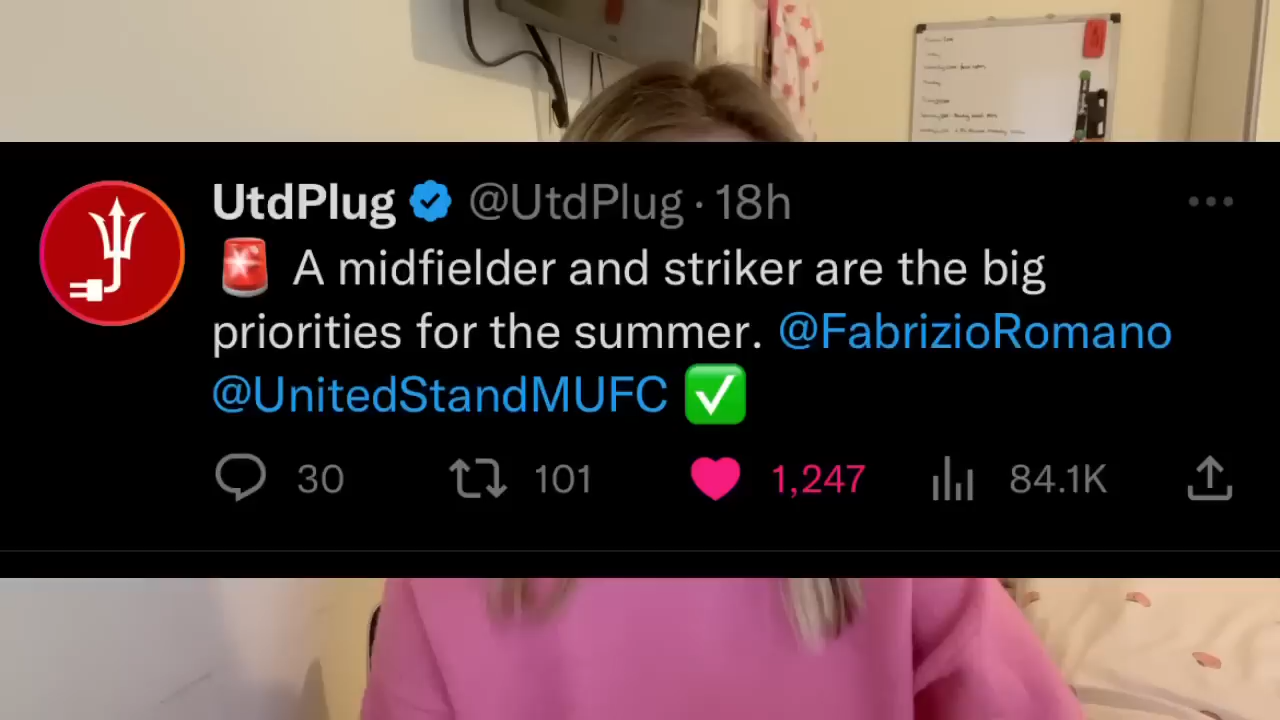 UtdPlug @UtdPlug · 18h
🚨 A midfielder and striker are the big
priorities for the summer. @FabrizioRomano
@UnitedStandMUFC ✅
30 101 1,247 84.1K